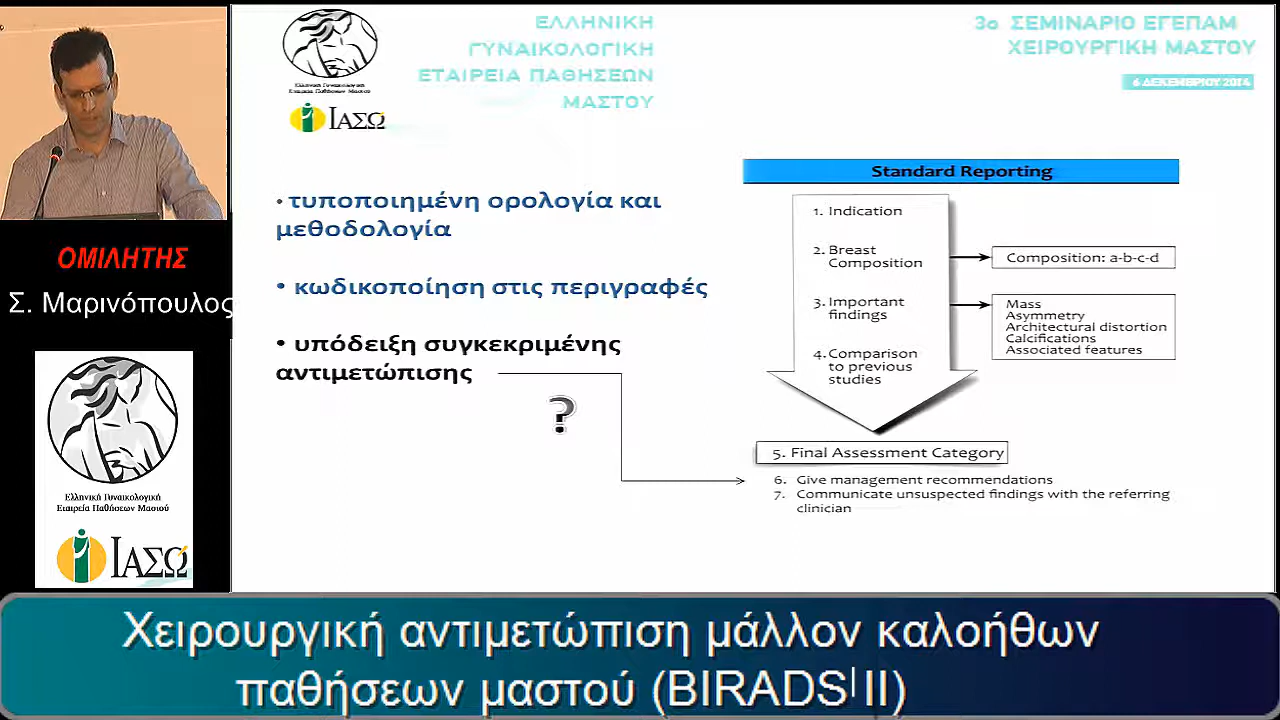 ΕΛΛΗΝΙΚΗ
ΓΥΝΑΙΚΟΛΟΓΙΚΗ
ΕΤΑΙΡΕΙΑ ΠΑΘΗΣΕΩΝ
ΜΑΣΤΟΥ
3ο ΣΕΜΙΝΑΡΙΟ ΕΓΕΠΑΜ
ΧΕΙΡΟΥΡΓΙΚΗ ΜΑΣΤΟΥ
6 ΔΕΚΕΜΒΡΙΟΥ 2014
Ελληνική Γυναικολογική
Εταιρεία Παθήσεων Μαστού
ΙΑΣΩ
• τυποποιημένη ορολογία και
μεθοδολογία
• κωδικοποίηση στις περιγραφές
• υπόδειξη συγκεκριμένης
αντιμετώπισης
?
Standard Reporting
1. Indication
2. Breast
Composition
Composition: a-b-c-d
3. Important
findings
Mass
Asymmetry
Architectural distortion
Calcifications
Associated features
4. Comparison
to previous
studies
5. Final Assessment Category
6. Give management recommendations
7. Communicate unsuspected findings with the referring
clinician
ΟΜΙΛΗΤΗΣ
Σ. Μαρινόπουλος
Ελληνική Γυναικολογική
Εταιρεία Παθήσεων Μαστού
ΙΑΣΩ
Χειρουργική αντιμετώπιση μάλλον καλοήθων
παθήσεων μαστού (BIRADS| II)